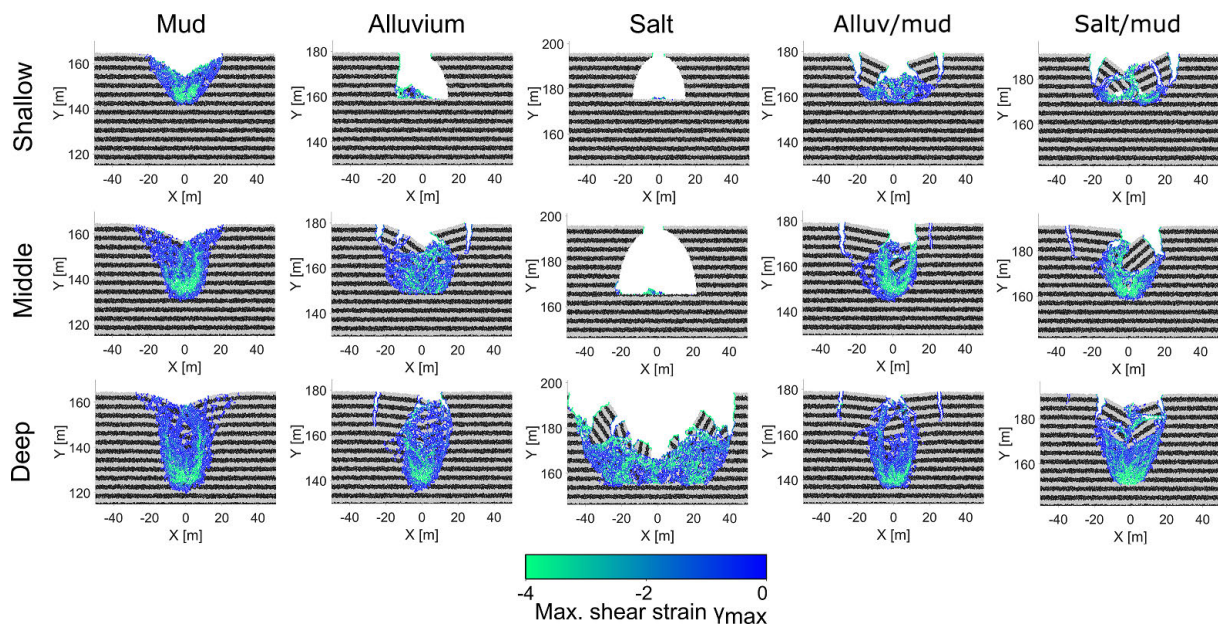 Mud Alluvium Salt Alluv/mud Salt/mud
Shallow
Y [m] 160 140 120
-40 -20 0 20 40
X [m]
Y [m] 180 160 140
-40 -20 0 20 40
X [m]
Y [m] 200 180 160
-40 -20 0 20 40
X [m]
Y [m] 180 160 140
-40 -20 0 20 40
X [m]
Y [m] 180 160
-40 -20 0 20 40
X [m]
Middle
Y [m] 160 140 120
-40 -20 0 20 40
X [m]
Y [m] 180 160 140
-40 -20 0 20 40
X [m]
Y [m] 200 180 160
-40 -20 0 20 40
X [m]
Y [m] 180 160 140
-40 -20 0 20 40
X [m]
Y [m] 180 160
-40 -20 0 20 40
X [m]
Deep
Y [m] 160 140 120
-40 -20 0 20 40
X [m]
Y [m] 180 160 140
-40 -20 0 20 40
X [m]
Y [m] 200 180 160
-40 -20 0 20 40
X [m]
Y [m] 180 160 140
-40 -20 0 20 40
X [m]
Y [m] 180 160
-40 -20 0 20 40
X [m]
-4 -2 0
Max. shear strain γmax